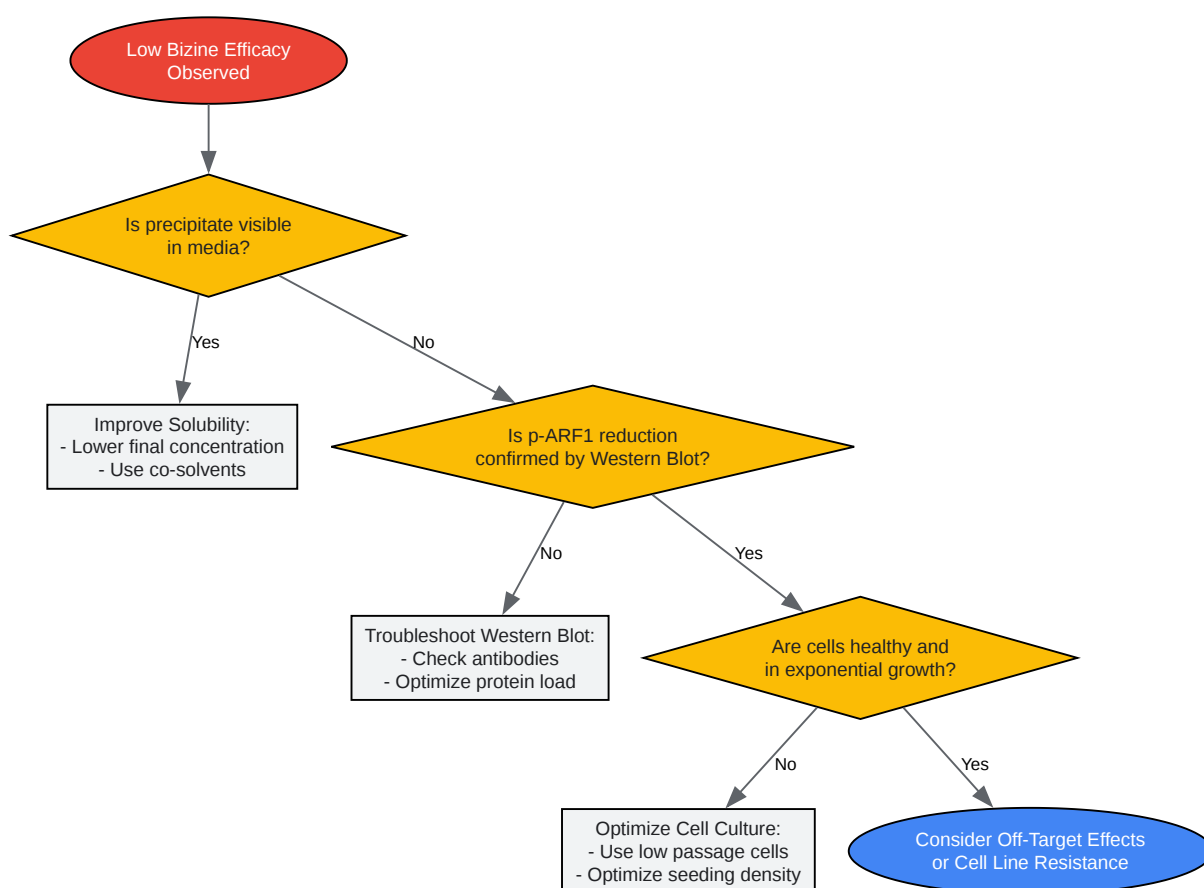 Low Bizine Efficacy
Observed
Is precipitate visible
in media?
Yes
No
Improve Solubility:
- Lower final concentration
- Use co-solvents
Is p-ARF1 reduction
confirmed by Western Blot?
No
Yes
Troubleshoot Western Blot:
- Check antibodies
- Optimize protein load
Are cells healthy and
in exponential growth?
No
Yes
Optimize Cell Culture:
- Use low passage cells
- Optimize seeding density
Consider Off-Target Effects
or Cell Line Resistance